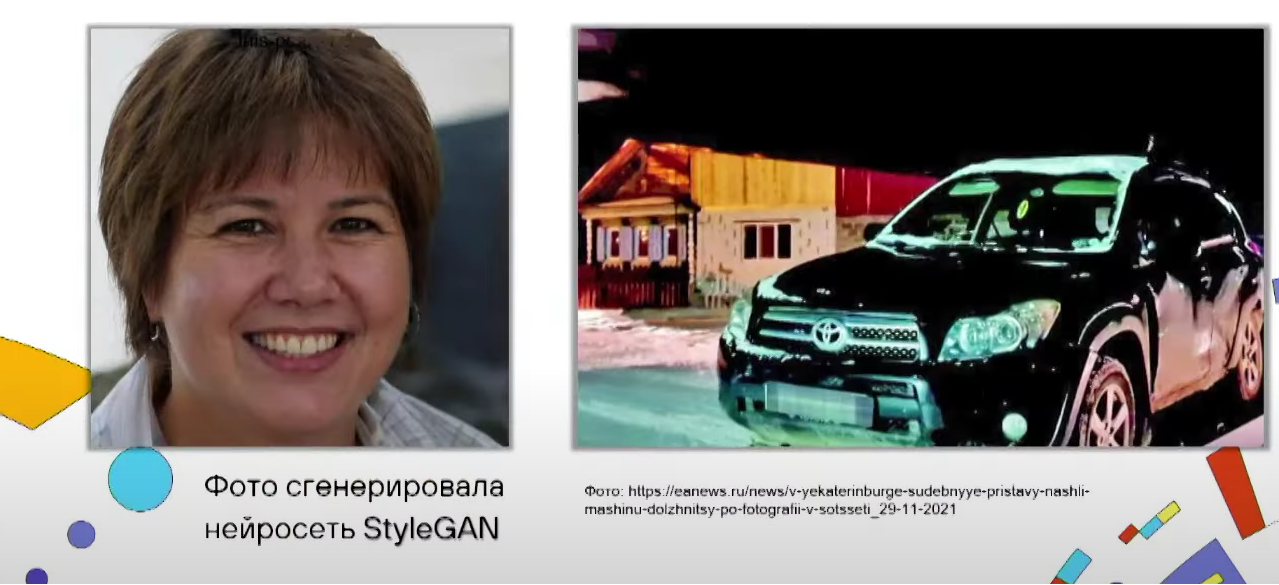 Фото сгенерировала
нейросеть StyleGAN
Фото: https://eanews.ru/news/v-yekaterinburge-sudebnyye-pristavy-nashli-
mashinu-dolzhnitsy-po-fotografii-v-sotsseti_29-11-2021